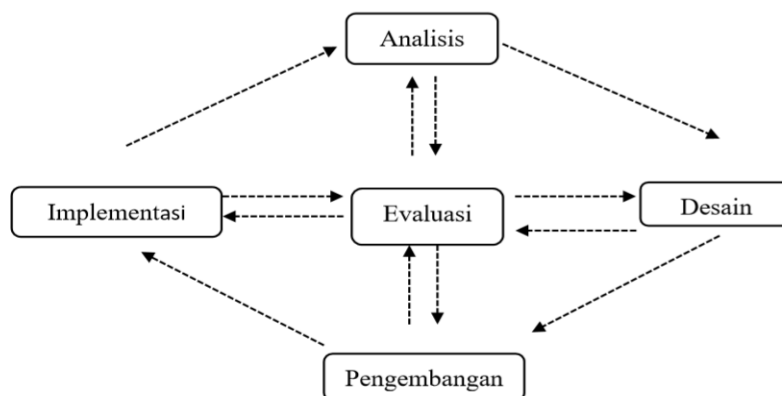 Analisis
Implementasi
Evaluasi
Desain
Pengembangan